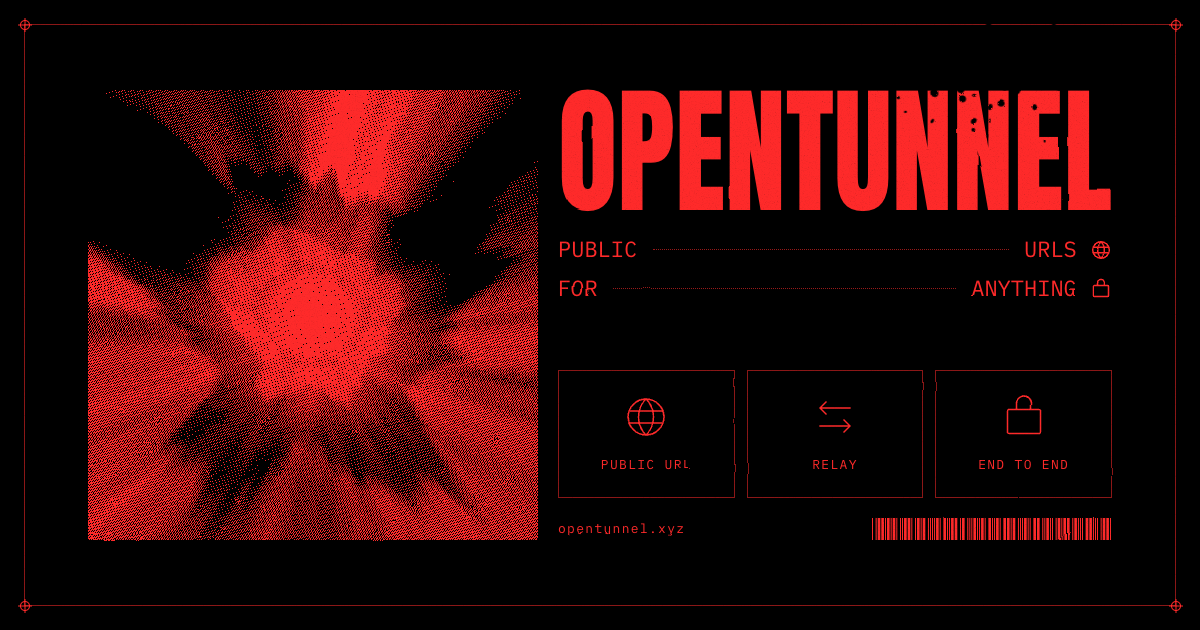 OPENTUNNEL
PUBLIC URLS
FOR ANYTHING
PUBLIC URL
RELAY
END TO END
opentunnel.xyz